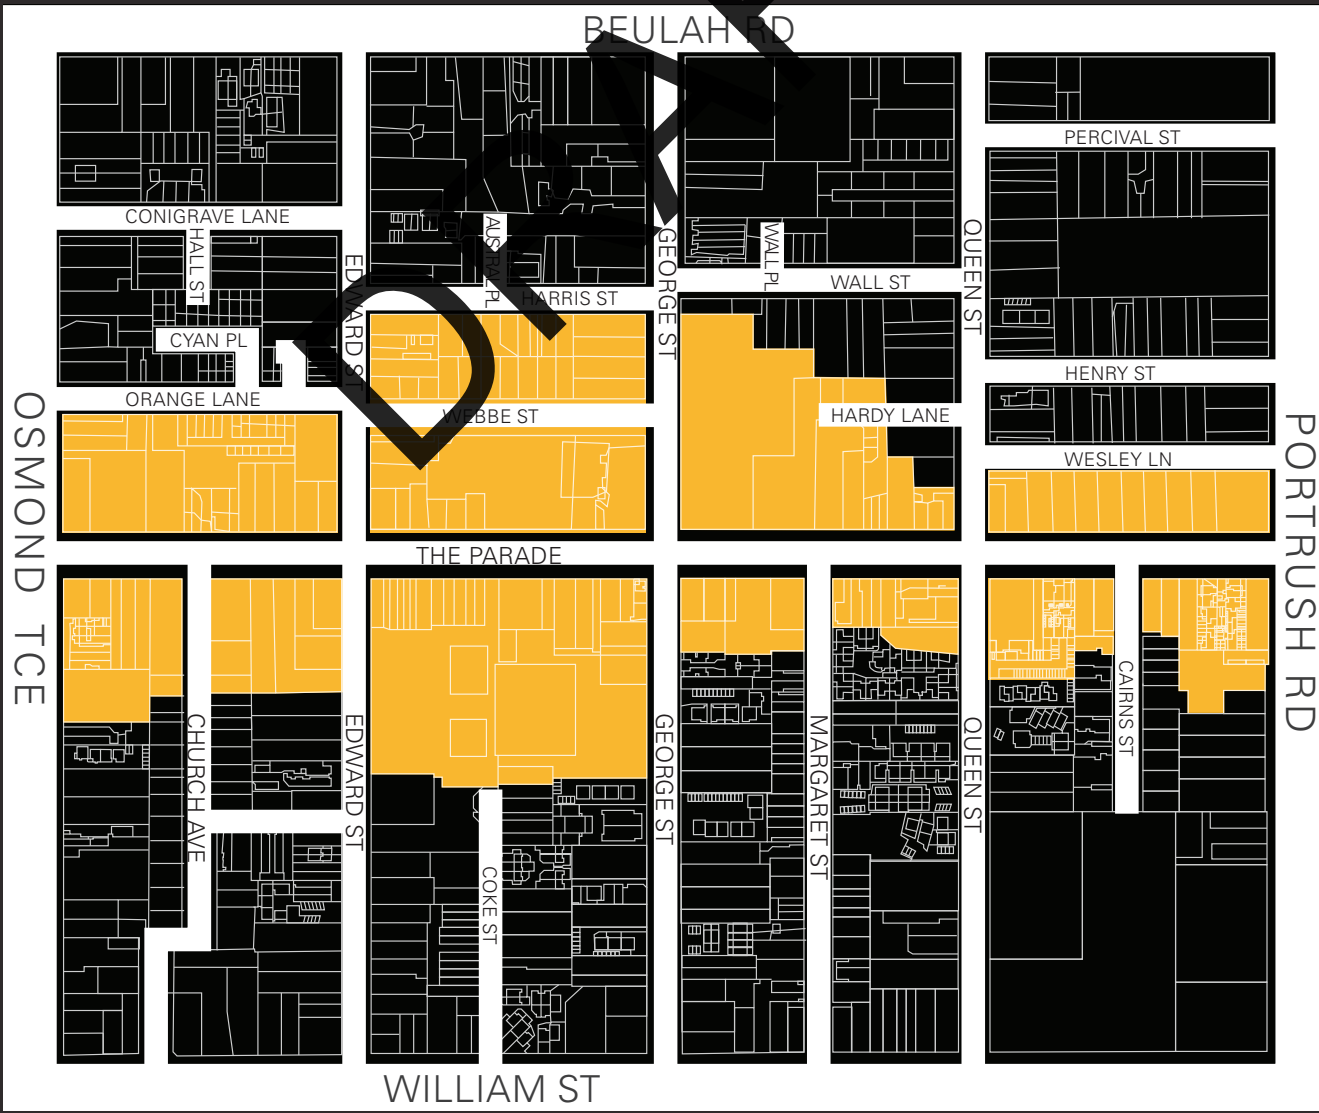 BEULAH RD
PERCIVAL ST
CONIGRAVE LANE
HALL ST
AUSTRAL PL
WALL PL
GEORGE ST
QUEEN ST
EDWARD ST
WALL ST
HARRIS ST
CYAN PL
HENRY ST
ORANGE LANE
WEBBE ST
HARDY LANE
WESLEY LN
OSMOND TCE
PORTRUSH RD
THE PARADE
CHURCH AVE
EDWARD ST
GEORGE ST
MARGARET ST
QUEEN ST
CAIRNS ST
COKE ST
WILLIAM ST
DRAF